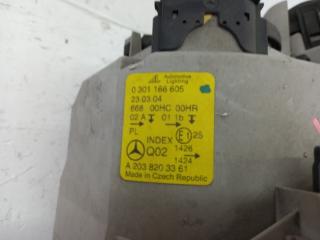 Automotive
Lighting
0 301 166 605
23.03.04
668 00HC 00HR
02 A 01 1b
PL E1 25
INDEX
Q02 1426
1424
A 203 820 33 61
Made in Czech Republic